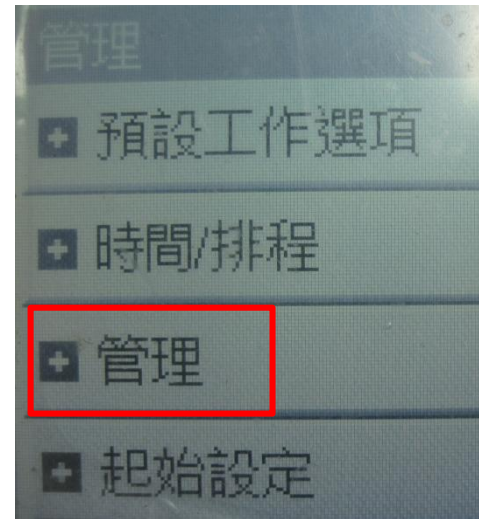 管理
預設工作選項
時間/排程
管理
起始設定